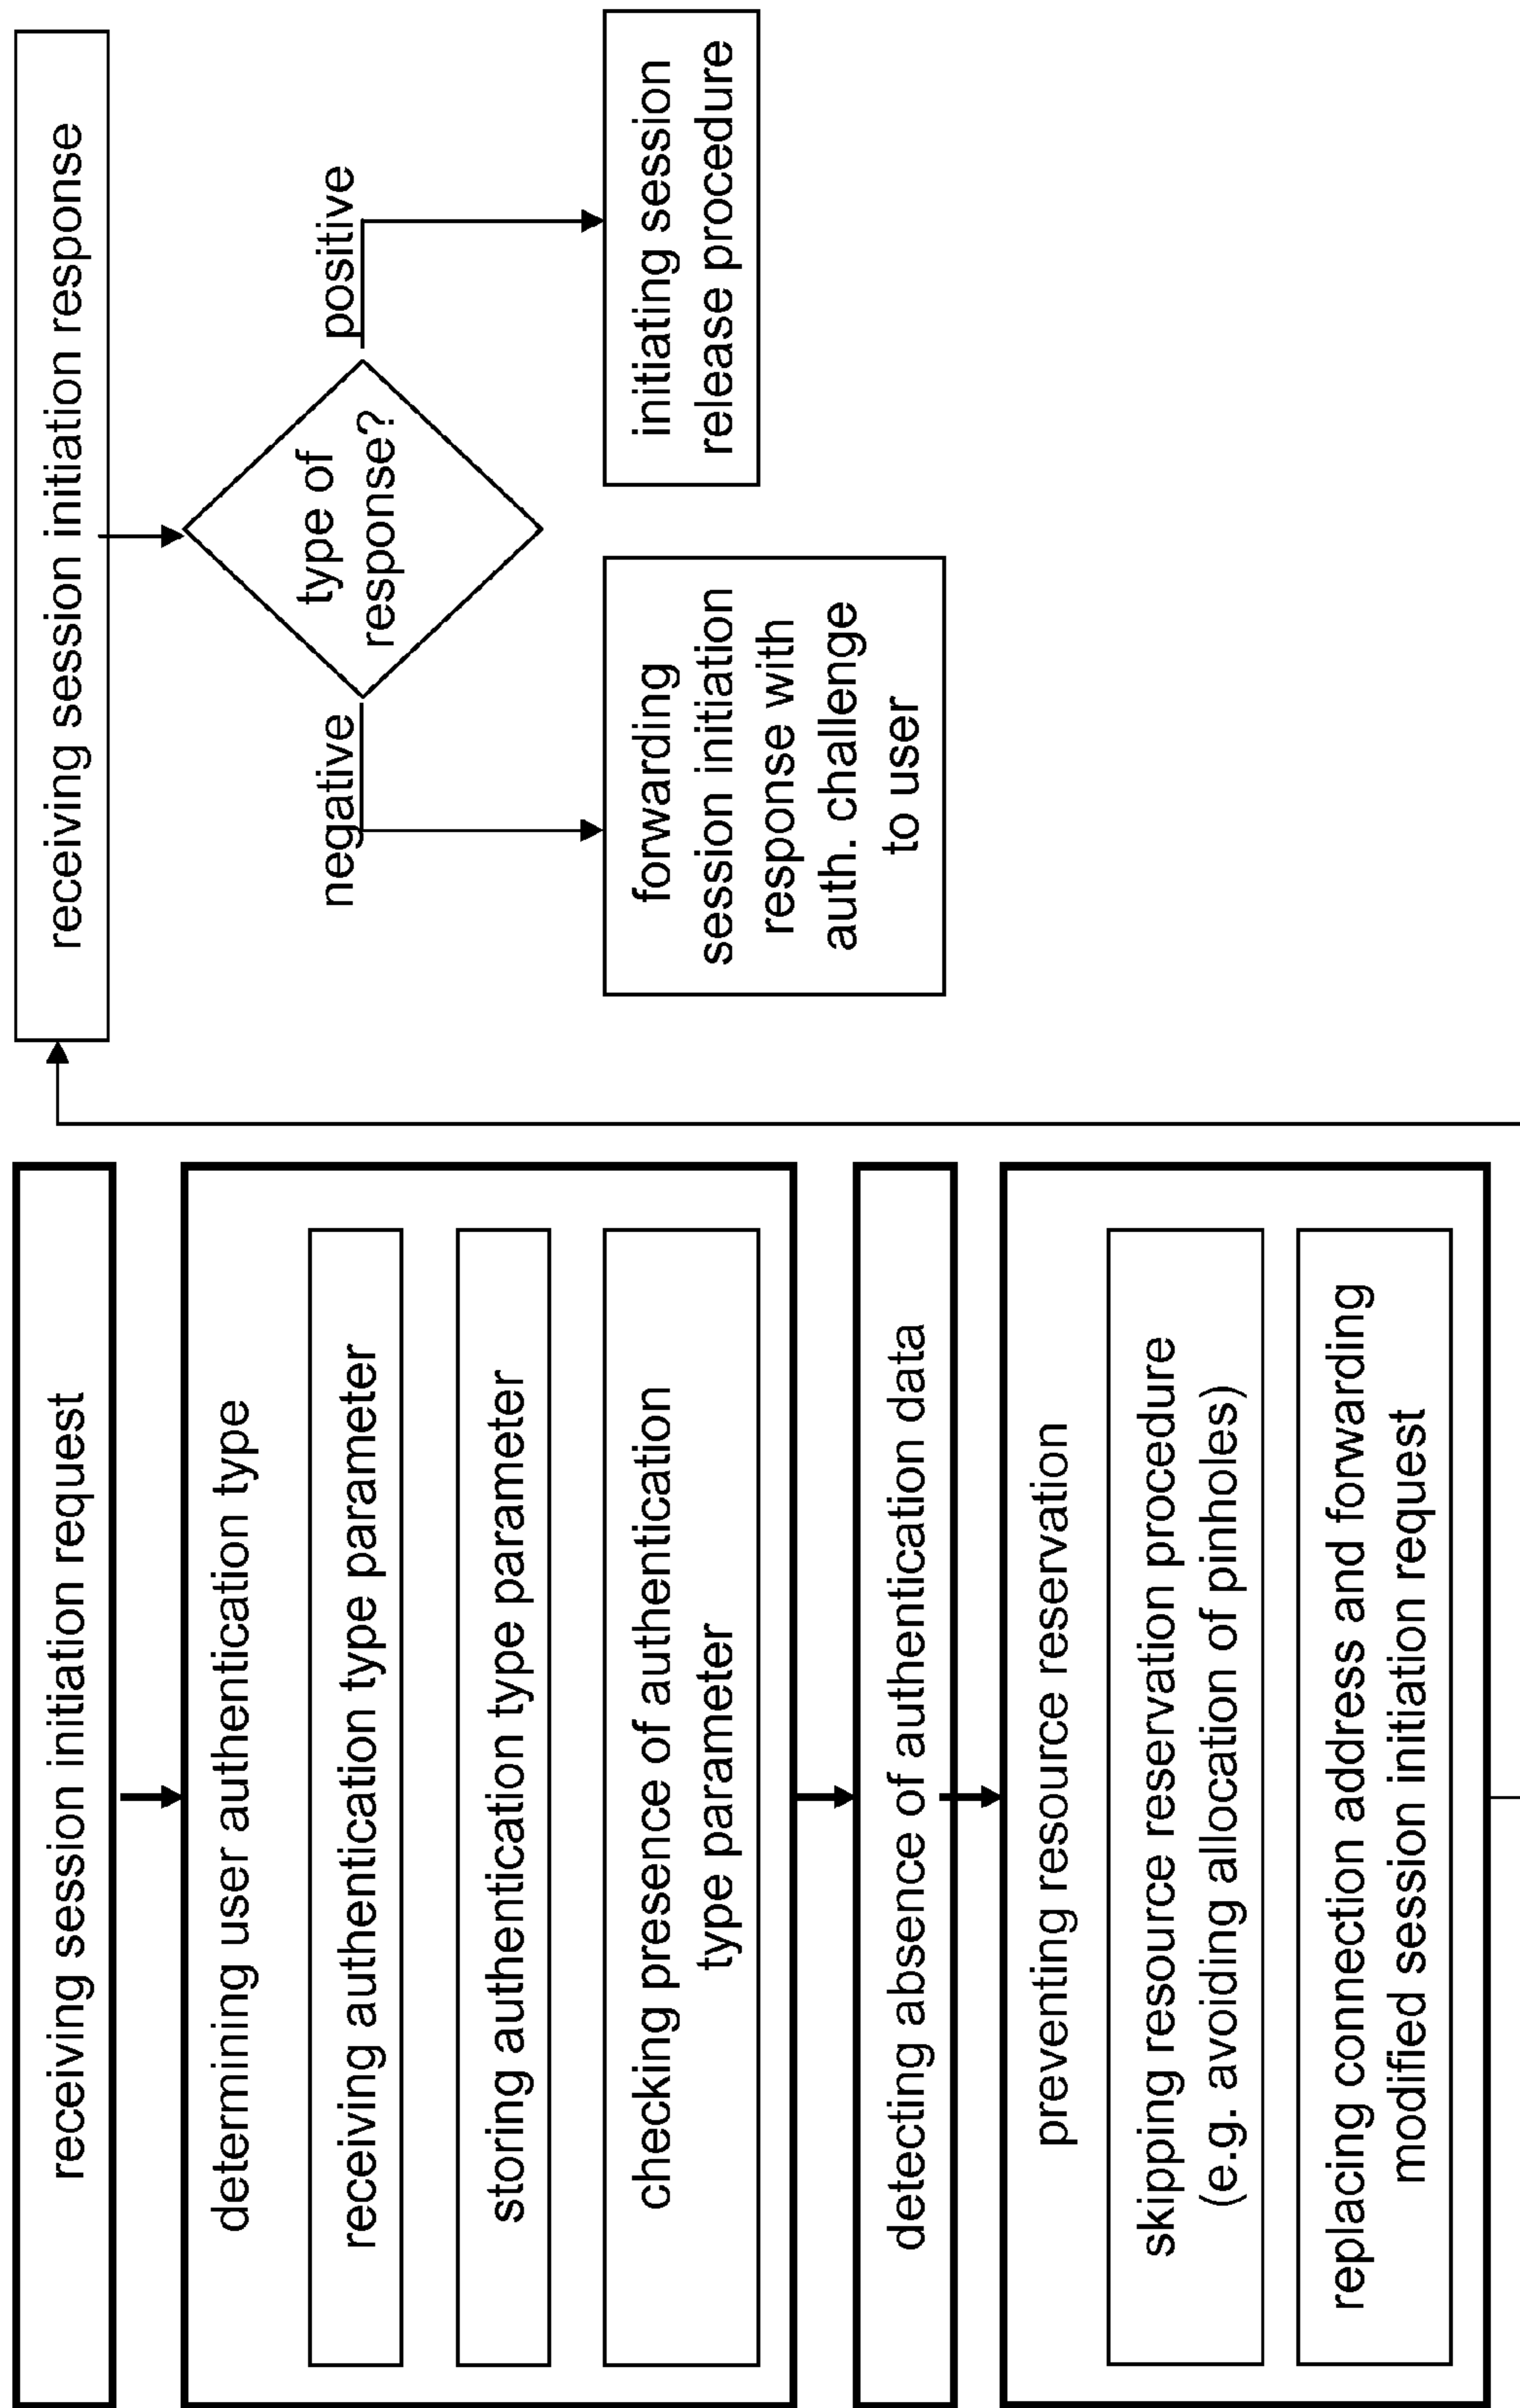 receiving session initiation request
determining user authentication type
receiving authentication type parameter
storing authentication type parameter
checking presence of authentication
type parameter
detecting absence of authentication data
preventing resource reservation
skipping resource reservation procedure
(e.g. avoiding allocation of pinholes)
replacing connection address and forwarding
modified session initiation request
receiving session initiation response
type of
response?
negative
positive
forwarding
session initiation
response with
auth. challenge
to user
initiating session
release procedure